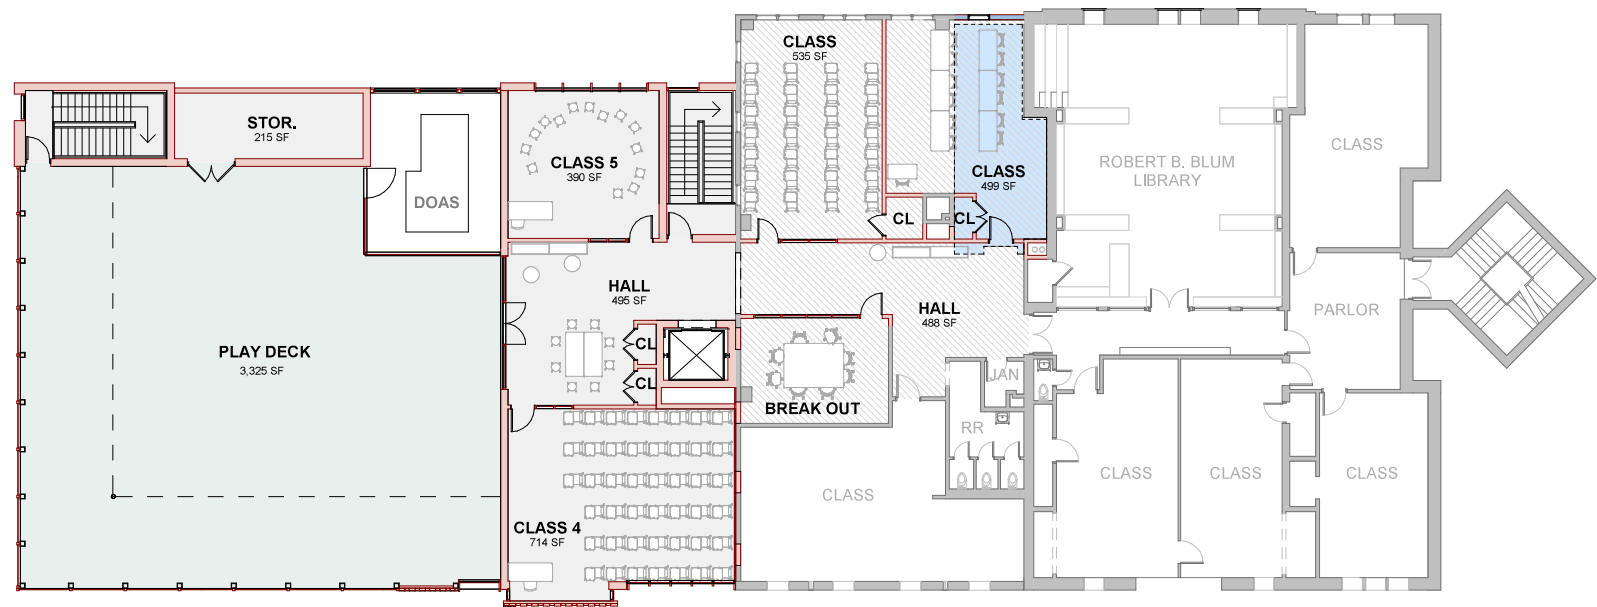 STOR.
215 SF
DOAS
PLAY DECK
3,325 SF
CLASS 5
390 SF
HALL
495 SF
CL
CL
CLASS 4
714 SF
CLASS
535 SF
CLASS
499 SF
CL
CL
HALL
488 SF
BREAK OUT
JAN
RR
CLASS
ROBERT B. BLUM
LIBRARY
CLASS
PARLOR
CLASS
CLASS
CLASS